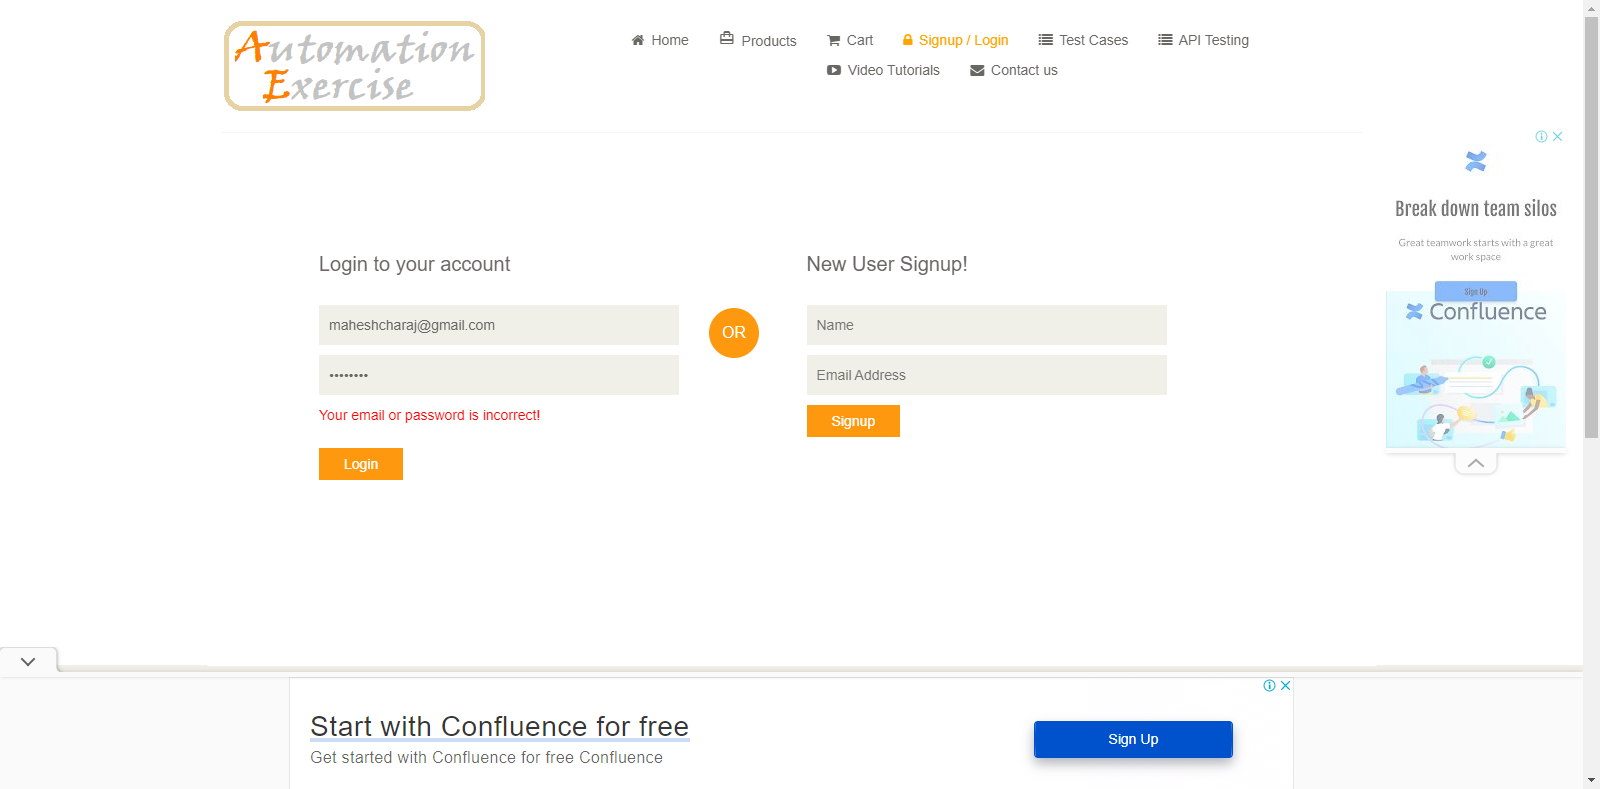 Automation
Exercise
Home
Products
Cart
Signup / Login
Test Cases
API Testing
Video Tutorials
Contact us
Login to your account
maheshcharaj@gmail.com
••••••••
Your email or password is incorrect!
Login
OR
New User Signup!
Name
Email Address
Signup
Break down team silos
Great teamwork starts with a great
work space
Sign Up
Confluence
Start with Confluence for free
Get started with Confluence for free Confluence
Sign Up